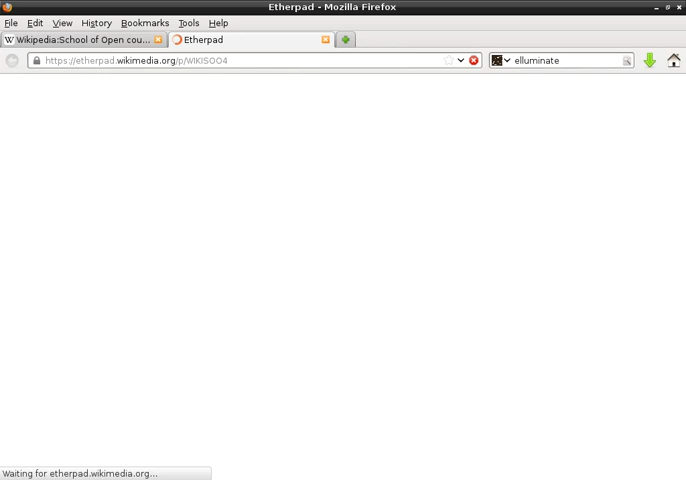 Etherpad - Mozilla Firefox
File Edit View History Bookmarks Tools Help
W Wikipedia:School of Open cou... Etherpad
https://etherpad.wikimedia.org/p/WIKISOO4 elluminate
Waiting for etherpad.wikimedia.org...